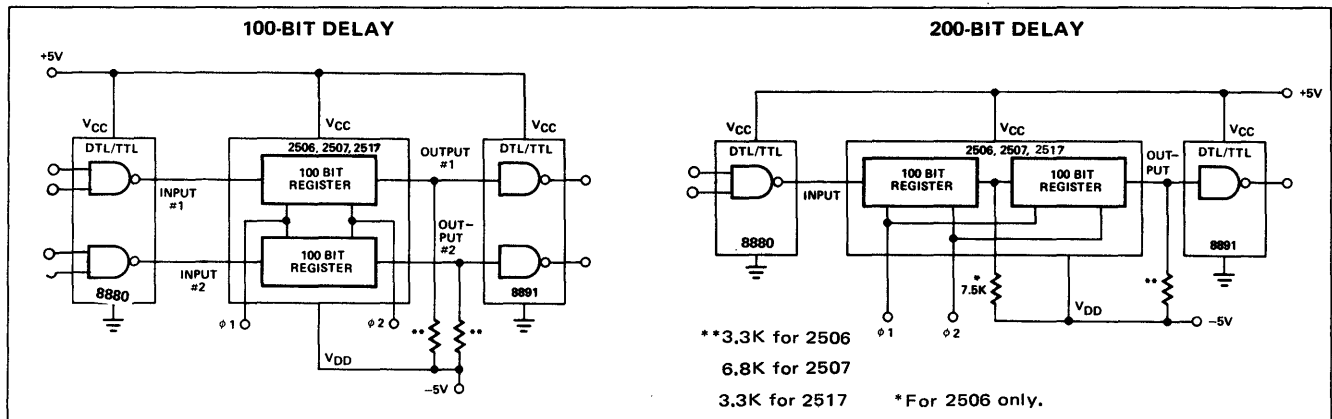 100-BIT DELAY
+5V
VCC
VCC
VCC
DTL/TTL
2506, 2507, 2517
100 BIT
REGISTER
OUTPUT
#1
DTL/TTL
INPUT
#1
100 BIT
REGISTER
OUT-
PUT
#2
INPUT
#2
8880
8891
φ1
φ2
**
**
VDD
-5V
200-BIT DELAY
+5V
VCC
VCC
VCC
DTL/TTL
2506, 2507, 2517
100 BIT
REGISTER
100 BIT
REGISTER
OUT-
PUT
DTL/TTL
INPUT
8880
8891
*
7.5K
**
VDD
φ1
φ2
-5V
**3.3K for 2506
6.8K for 2507
3.3K for 2517
*For 2506 only.